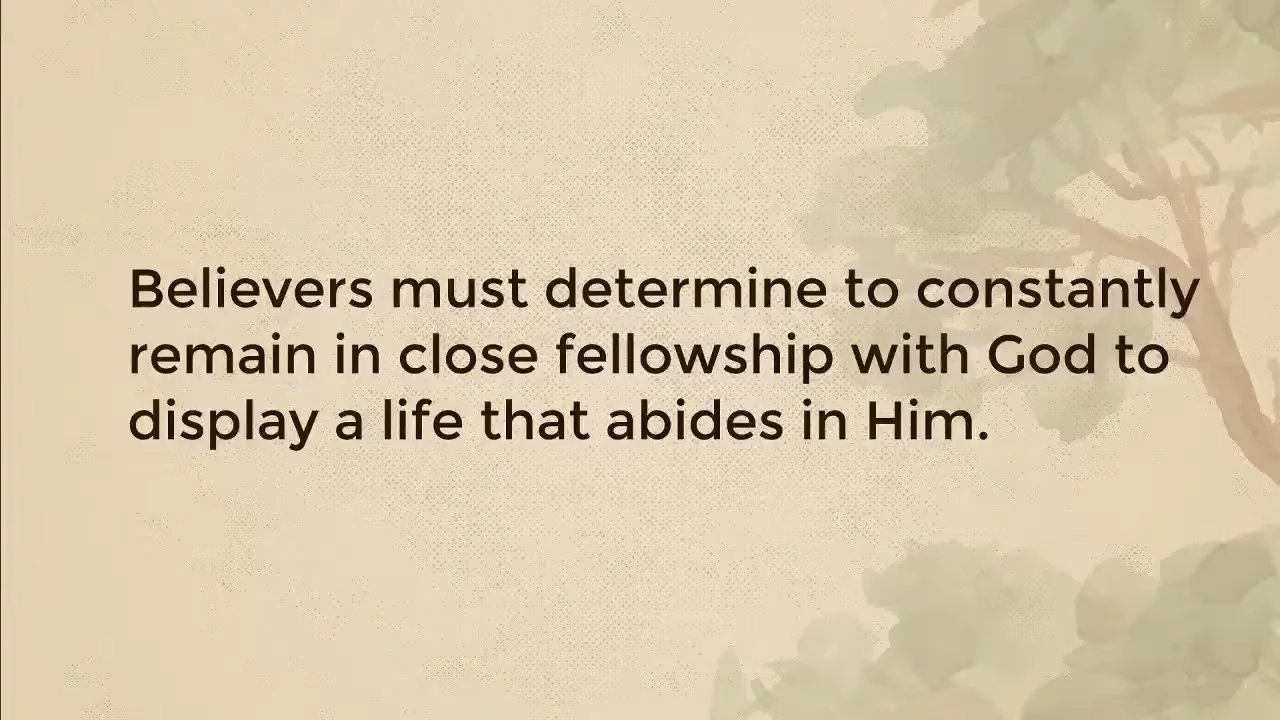 Believers must determine to constantly
remain in close fellowship with God to
display a life that abides in Him.